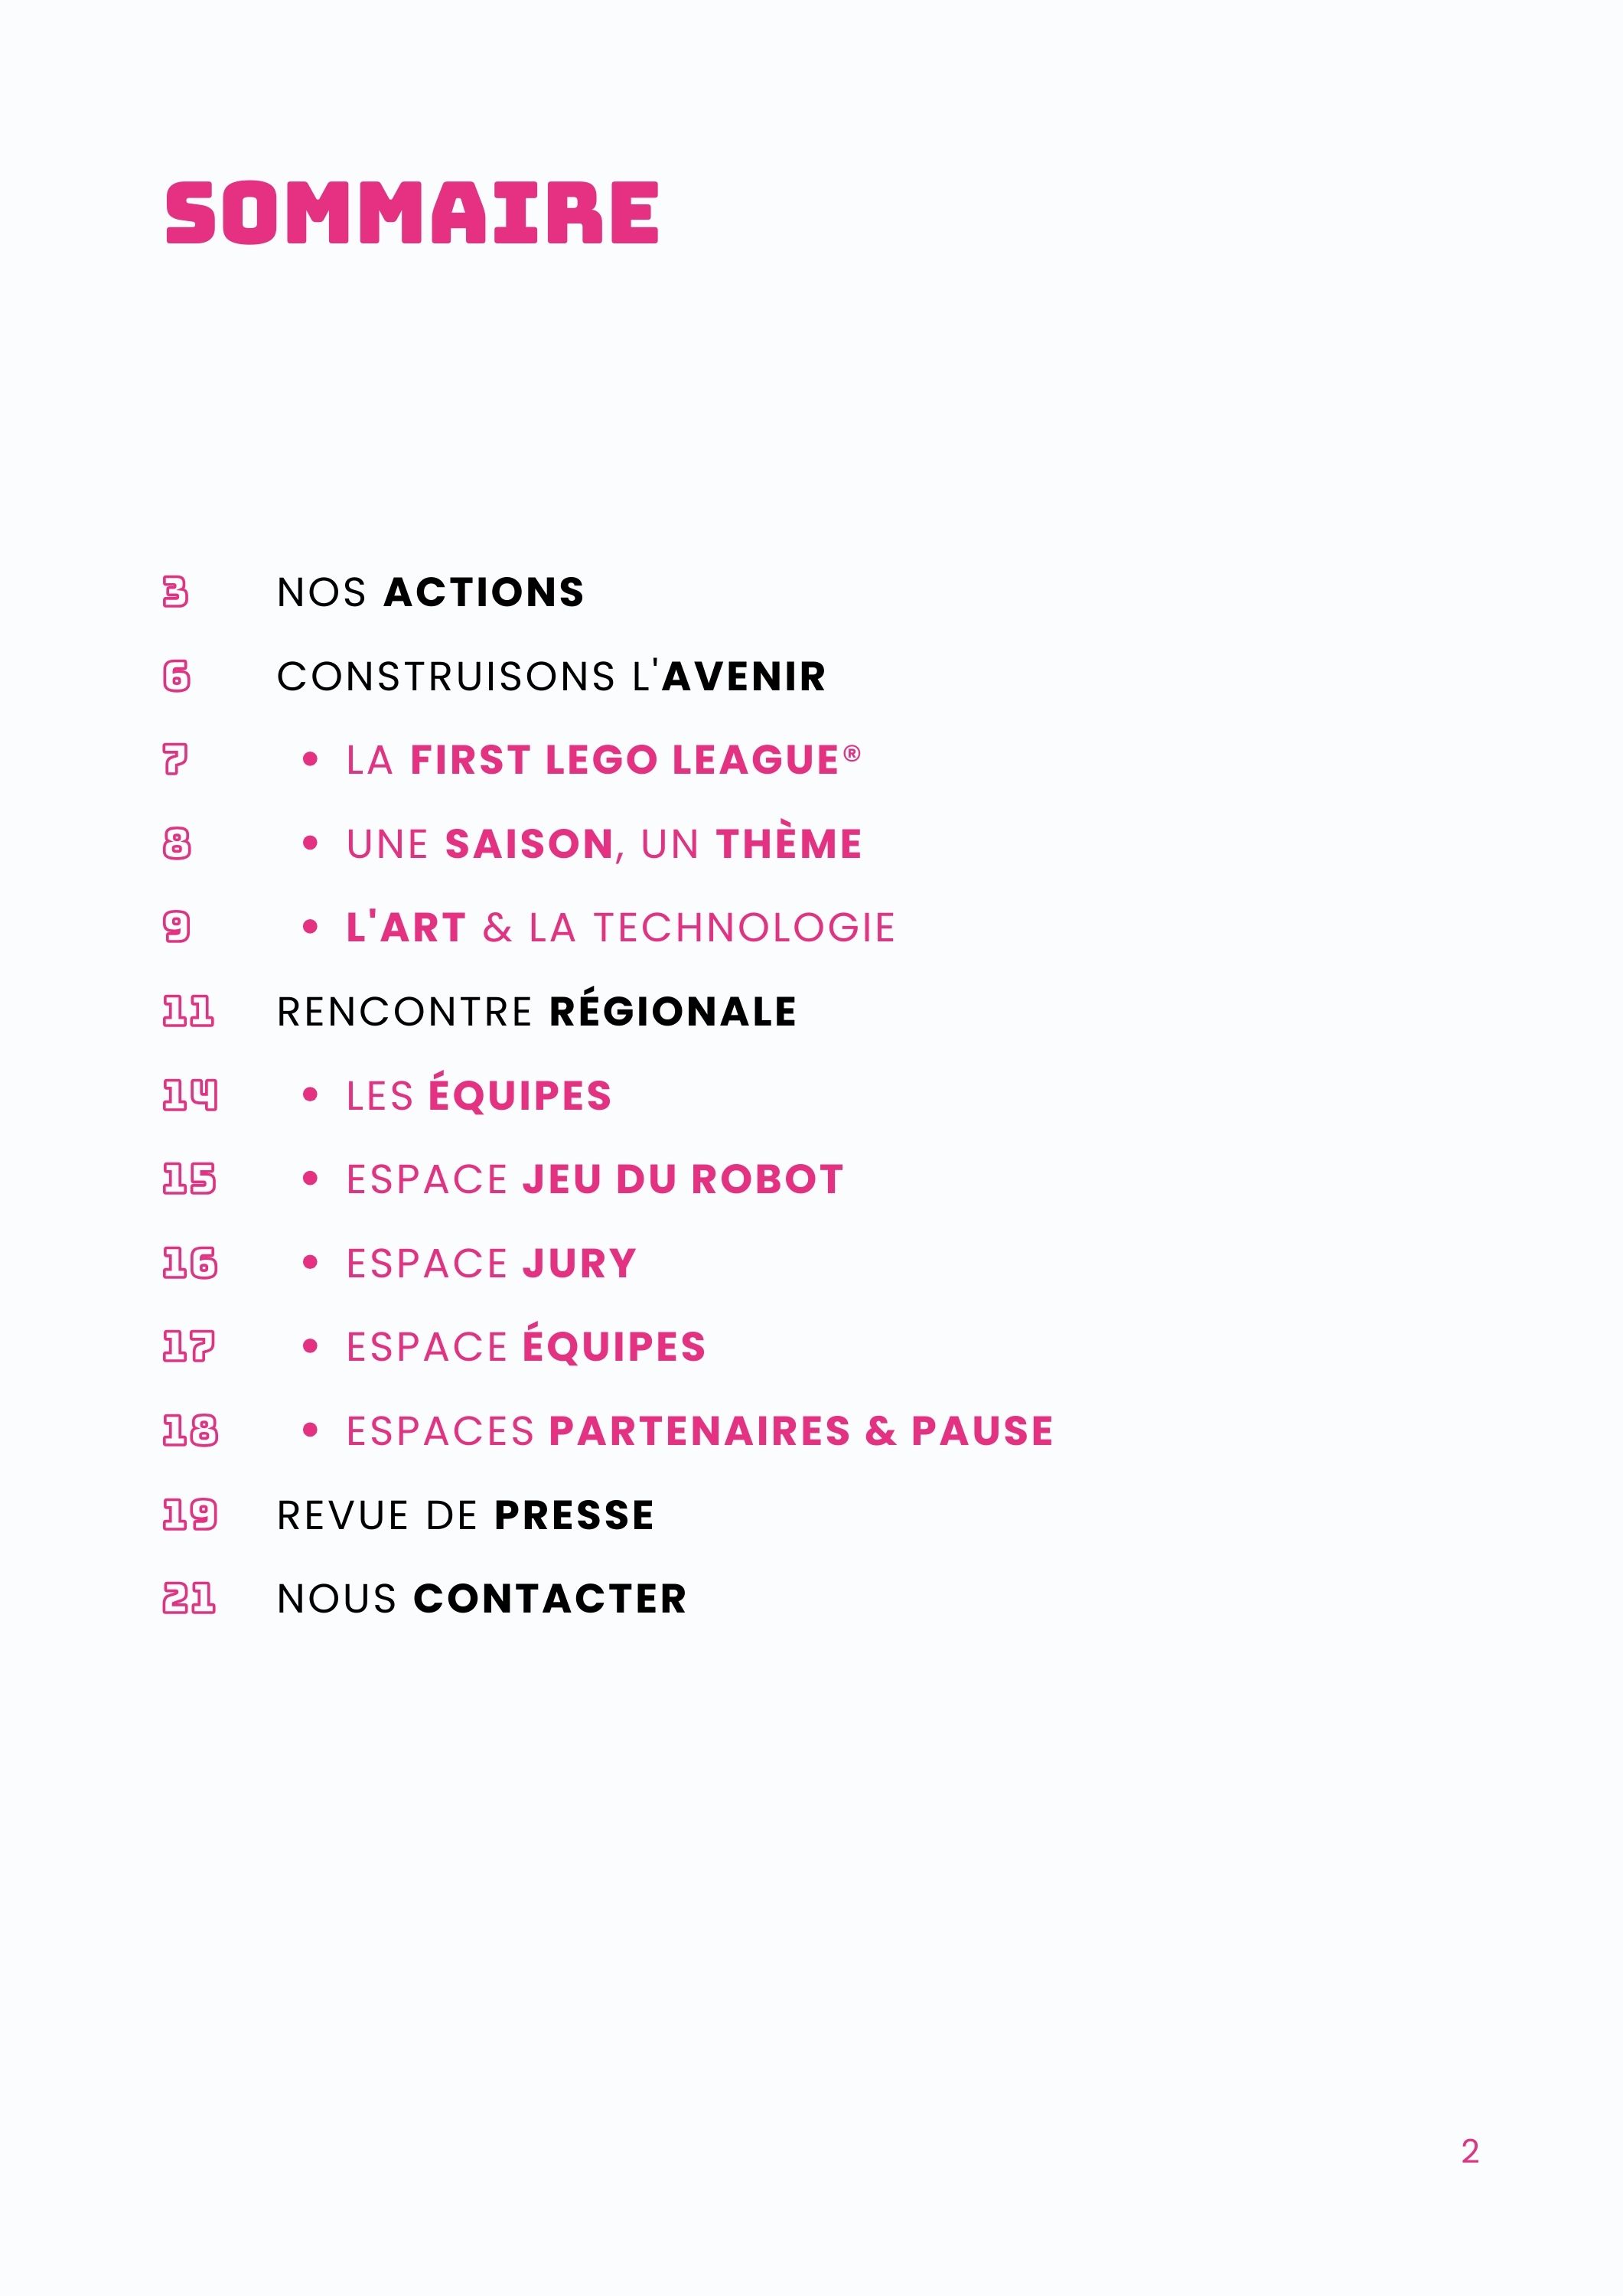 SOMMAIRE
3 NOS ACTIONS
6 CONSTRUISONS L'AVENIR
7 • LA FIRST LEGO LEAGUE®
8 • UNE SAISON, UN THÈME
9 • L'ART & LA TECHNOLOGIE
11 RENCONTRE RÉGIONALE
14 • LES ÉQUIPES
15 • ESPACE JEU DU ROBOT
16 • ESPACE JURY
17 • ESPACE ÉQUIPES
18 • ESPACES PARTENAIRES & PAUSE
19 REVUE DE PRESSE
21 NOUS CONTACTER
2